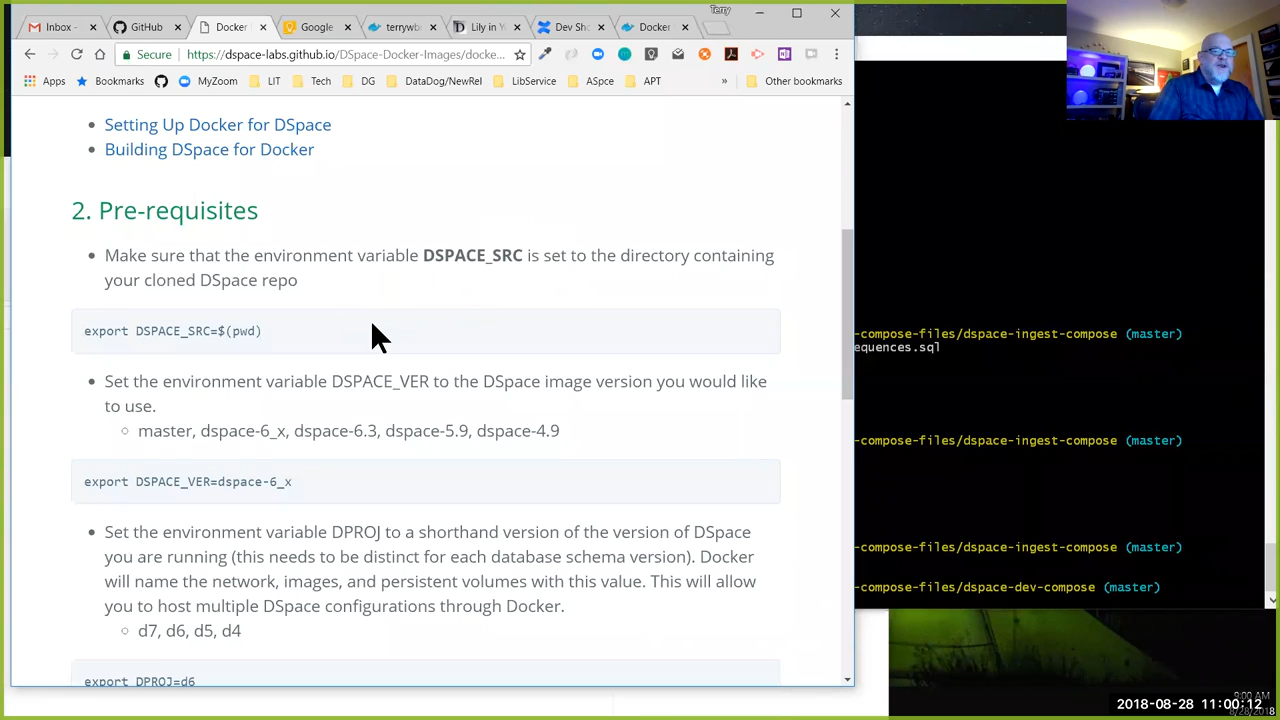 Terry
Inbox -
GitHub
Docker
Google
terrywb
Lily in V
Dev Sh
Docker
Secure
https://dspace-labs.github.io/DSpace-Docker-Images/docke...
Apps
Bookmarks
MyZoom
LIT
Tech
DG
DataDog/NewRel
LibService
ASpce
APT
»
Other bookmarks
Setting Up Docker for DSpace
Building DSpace for Docker
2. Pre-requisites
Make sure that the environment variable DSPACE_SRC is set to the directory containing
your cloned DSpace repo
export DSPACE_SRC=$(pwd)
Set the environment variable DSPACE_VER to the DSpace image version you would like
to use.
master, dspace-6_x, dspace-6.3, dspace-5.9, dspace-4.9
export DSPACE_VER=dspace-6_x
Set the environment variable DPROJ to a shorthand version of the version of DSpace
you are running (this needs to be distinct for each database schema version). Docker
will name the network, images, and persistent volumes with this value. This will allow
you to host multiple DSpace configurations through Docker.
d7, d6, d5, d4
export DPROJ=d6
-compose-files/dspace-ingest-compose (master)
equences.sql
-compose-files/dspace-ingest-compose (master)
-compose-files/dspace-ingest-compose (master)
-compose-files/dspace-dev-compose (master)
9:00 AM
2018-08-28 11:00:12